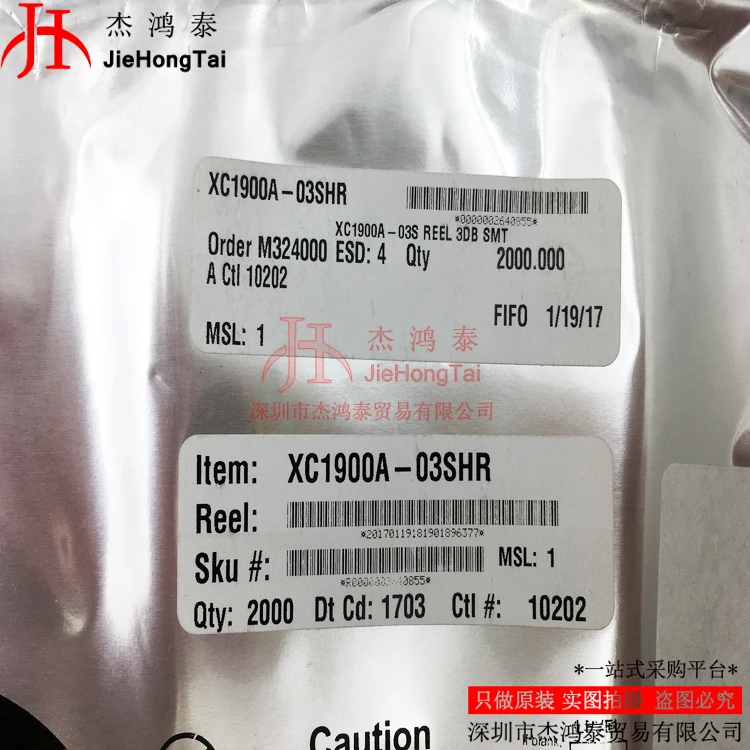 杰鸿泰
JieHongTai
XC1900A-03SHR
*0000002640855*
XC1900A-03S REEL 3DB SMT
Order M324000 ESD: 4 Qty 2000.000
A Ctl 10202
FIFO 1/19/17
MSL: 1
杰鸿泰
JieHongTai
深圳市杰鸿泰贸易有限公司
Item: XC1900A-03SHR
Reel:
*20170119181901896377*
Sku #:
MSL: 1
*R0000002640855*
Qty: 2000 Dt Cd: 1703 Ctl #: 10202
*一站式采购平台*
只做原装 实图拍摄 盗图必究
深圳市杰鸿泰贸易有限公司
Caution